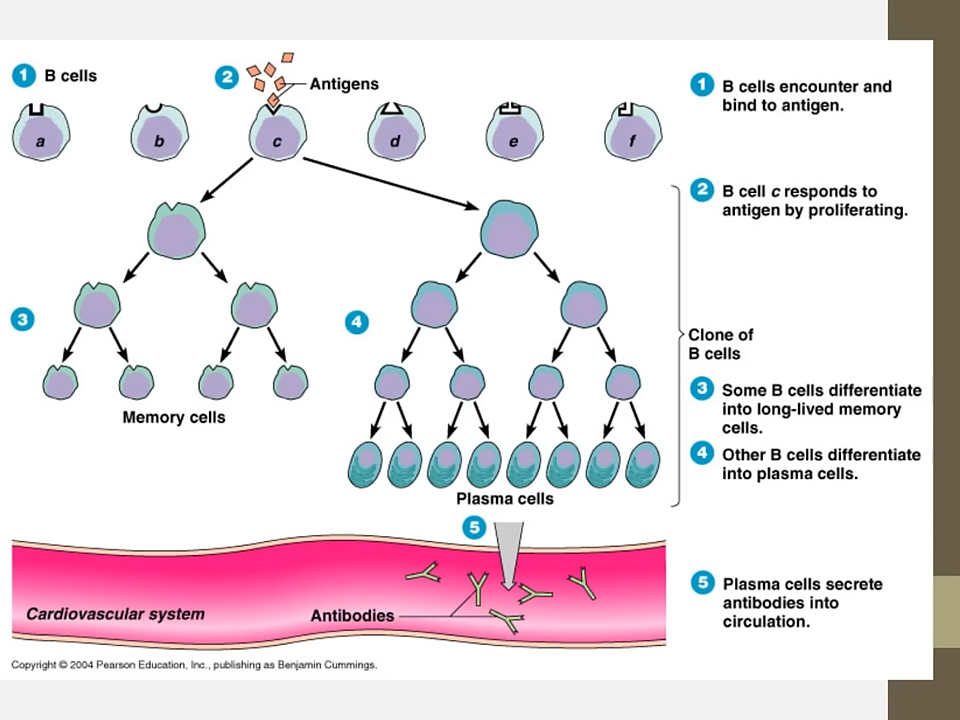 1 B cells
2
Antigens
a b c d e f
1 B cells encounter and
bind to antigen.
2 B cell c responds to
antigen by proliferating.
3
4
Clone of
B cells
Memory cells
3 Some B cells differentiate
into long-lived memory
cells.
4 Other B cells differentiate
into plasma cells.
Plasma cells
5
Cardiovascular system
Antibodies
5 Plasma cells secrete
antibodies into
circulation.
Copyright © 2004 Pearson Education, Inc., publishing as Benjamin Cummings.